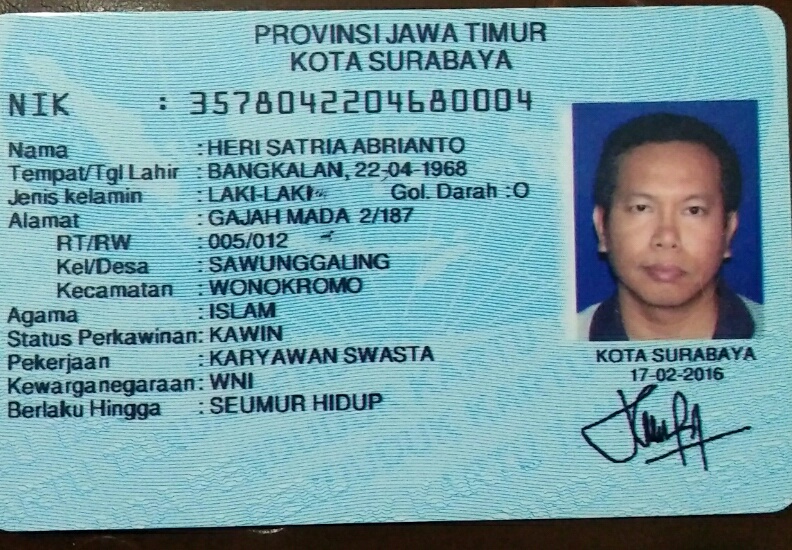 PROVINSI JAWA TIMUR
KOTA SURABAYA
NIK : 3578042204680004
Nama : HERI SATRIA ABRIANTO
Tempat/Tgl Lahir : BANGKALAN, 22-04-1968
Jenis kelamin : LAKI-LAKI Gol. Darah :O
Alamat : GAJAH MADA 2/187
RT/RW : 005/012
Kel/Desa : SAWUNGGALING
Kecamatan : WONOKROMO
Agama : ISLAM
Status Perkawinan: KAWIN
Pekerjaan : KARYAWAN SWASTA
Kewarganegaraan: WNI
Berlaku Hingga : SEUMUR HIDUP
KOTA SURABAYA
17-02-2016